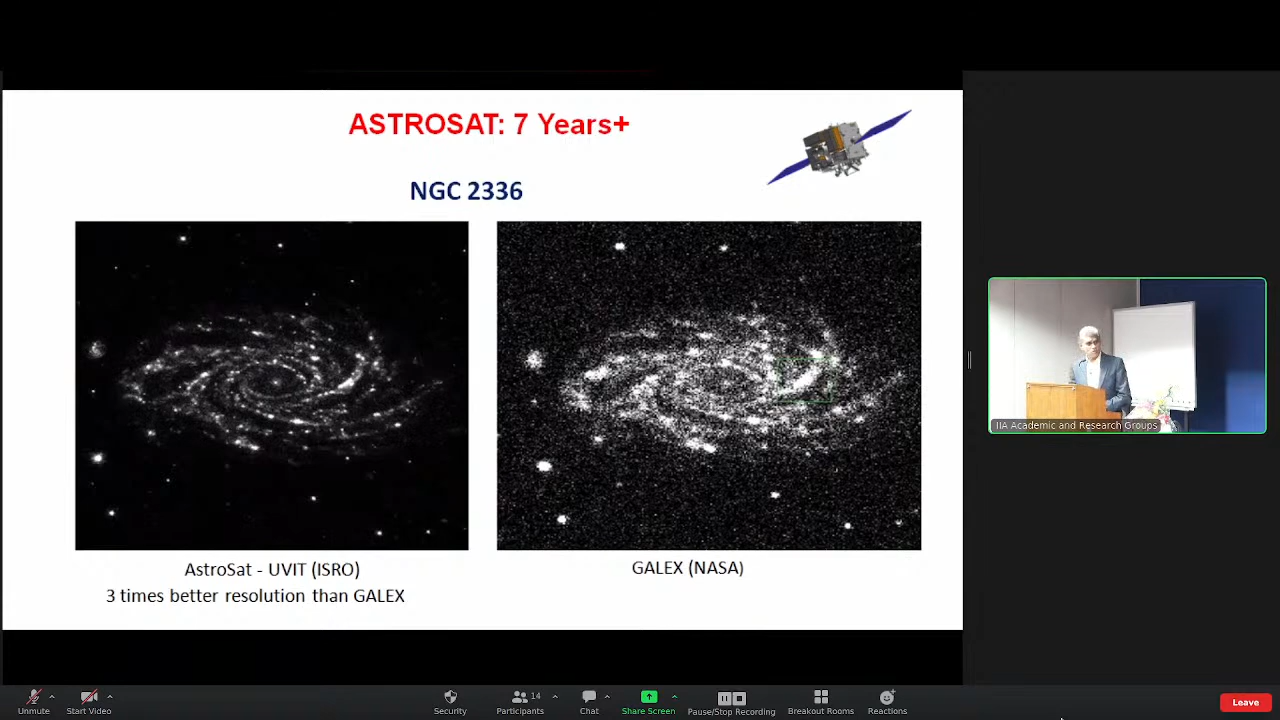 ASTROSAT: 7 Years+
NGC 2336
AstroSat - UVIT (ISRO)
3 times better resolution than GALEX
GALEX (NASA)
IIA Academic and Research Groups
Unmute
Start Video
Security
Participants
14
Chat
Share Screen
Pause/Stop Recording
Breakout Rooms
Reactions
Leave